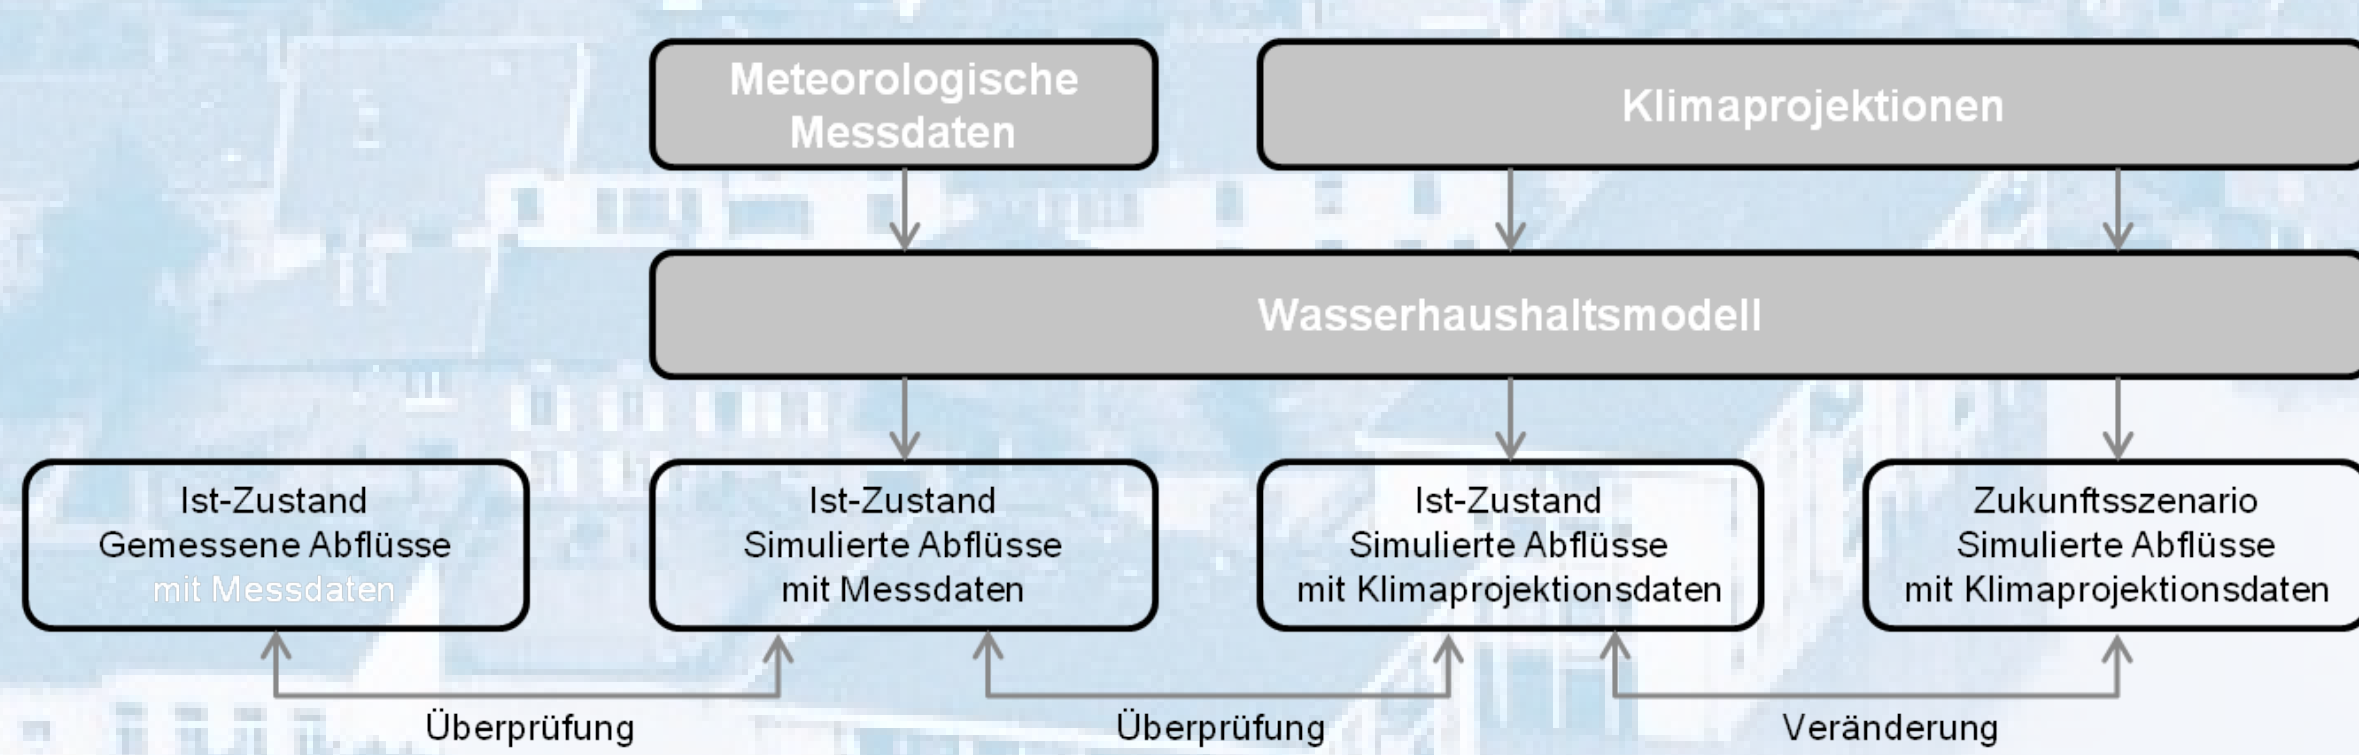 Meteorologische
Messdaten
Klimaprojektionen
Wasserhaushaltsmodell
Ist-Zustand
Gemessene Abflüsse
mit Messdaten
Ist-Zustand
Simulierte Abflüsse
mit Messdaten
Ist-Zustand
Simulierte Abflüsse
mit Klimaprojektionsdaten
Zukunftsszenario
Simulierte Abflüsse
mit Klimaprojektionsdaten
Überprüfung
Überprüfung
Veränderung